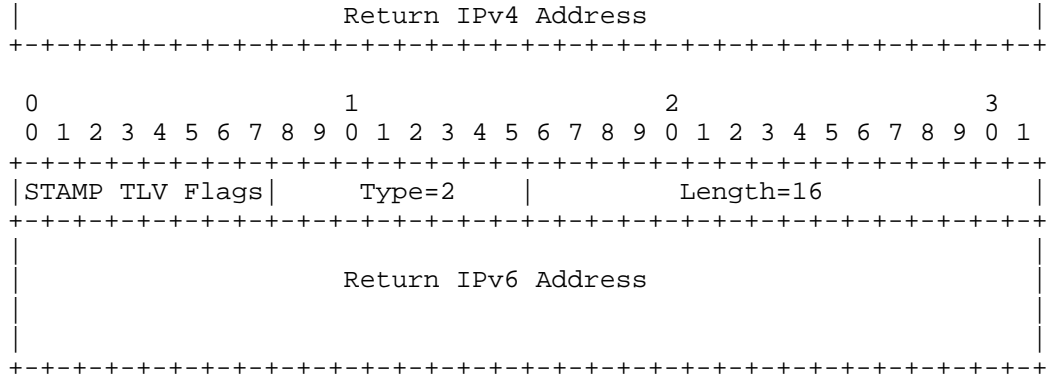 |                    Return IPv4 Address                        |
+-+-+-+-+-+-+-+-+-+-+-+-+-+-+-+-+-+-+-+-+-+-+-+-+-+-+-+-+-+-+-+-+

 0                   1                   2                   3
 0 1 2 3 4 5 6 7 8 9 0 1 2 3 4 5 6 7 8 9 0 1 2 3 4 5 6 7 8 9 0 1
+-+-+-+-+-+-+-+-+-+-+-+-+-+-+-+-+-+-+-+-+-+-+-+-+-+-+-+-+-+-+-+-+
|STAMP TLV Flags|     Type=2    |         Length=16             |
+-+-+-+-+-+-+-+-+-+-+-+-+-+-+-+-+-+-+-+-+-+-+-+-+-+-+-+-+-+-+-+-+
|                                                               |
|                    Return IPv6 Address                        |
|                                                               |
|                                                               |
+-+-+-+-+-+-+-+-+-+-+-+-+-+-+-+-+-+-+-+-+-+-+-+-+-+-+-+-+-+-+-+-+